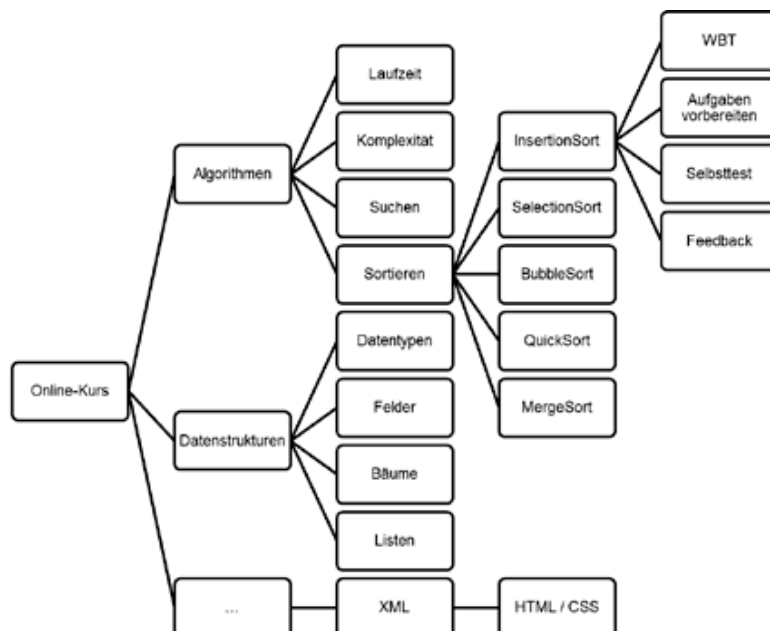 WBT
Laufzeit
Aufgaben
vorbereiten
Komplexität
InsertionSort
Algorithmen
Selbsttest
Suchen
SelectionSort
Feedback
Sortieren
BubbleSort
Datentypen
QuickSort
Online-Kurs
Felder
MergeSort
Datenstrukturen
Bäume
Listen
...
XML
HTML / CSS